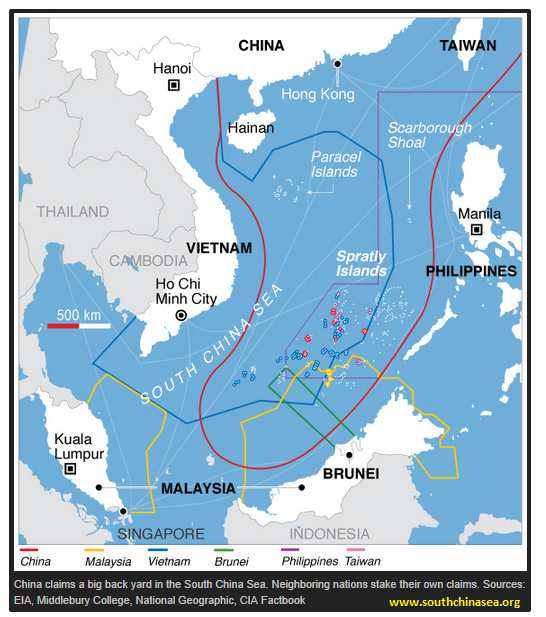 CHINA
TAIWAN
Hanoi
Hong Kong
Hainan
Scarborough
Shoal
Paracel
Islands
THAILAND
VIETNAM
Manila
CAMBODIA
Spratly
Islands
PHILIPPINES
Ho Chi
Minh City
500 km
SOUTH CHINA SEA
Kuala
Lumpur
BRUNEI
MALAYSIA
SINGAPORE
INDONESIA
China
Malaysia
Vietnam
Brunei
Philippines
Taiwan
China claims a big back yard in the South China Sea. Neighboring nations stake their own claims. Sources:
EIA, Middlebury College, National Geographic, CIA Factbook
www.southchinasea.org